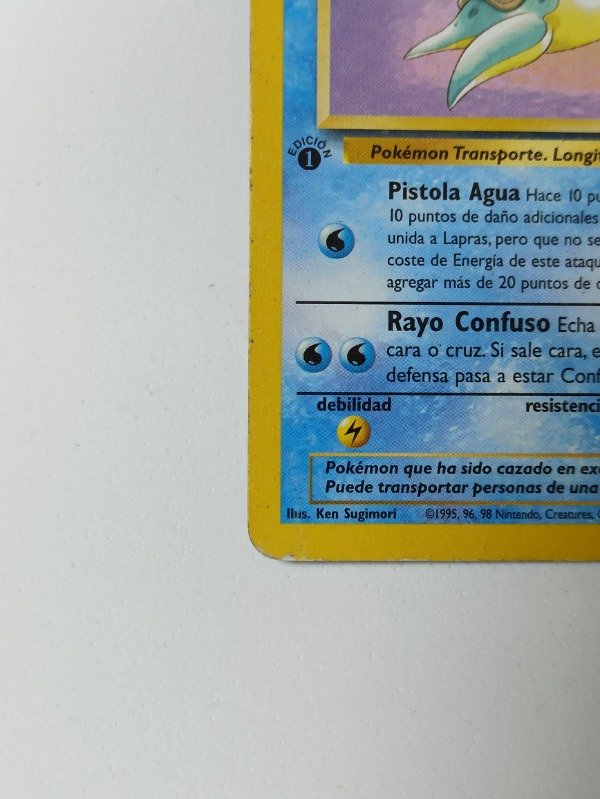 EDICIÓN
1
Pokémon Transporte. Longit
Pistola Agua Hace 10 pu
10 puntos de daño adicionales
unida a Lapras, pero que no se
coste de Energía de este ataqu
agregar más de 20 puntos de d
Rayo Confuso Echa
cara o cruz. Si sale cara, e
defensa pasa a estar Conf
debilidad resistenci
Pokémon que ha sido cazado en exc
Puede transportar personas de una
Illus. Ken Sugimori ©1995, 96, 98 Nintendo, Creatures,